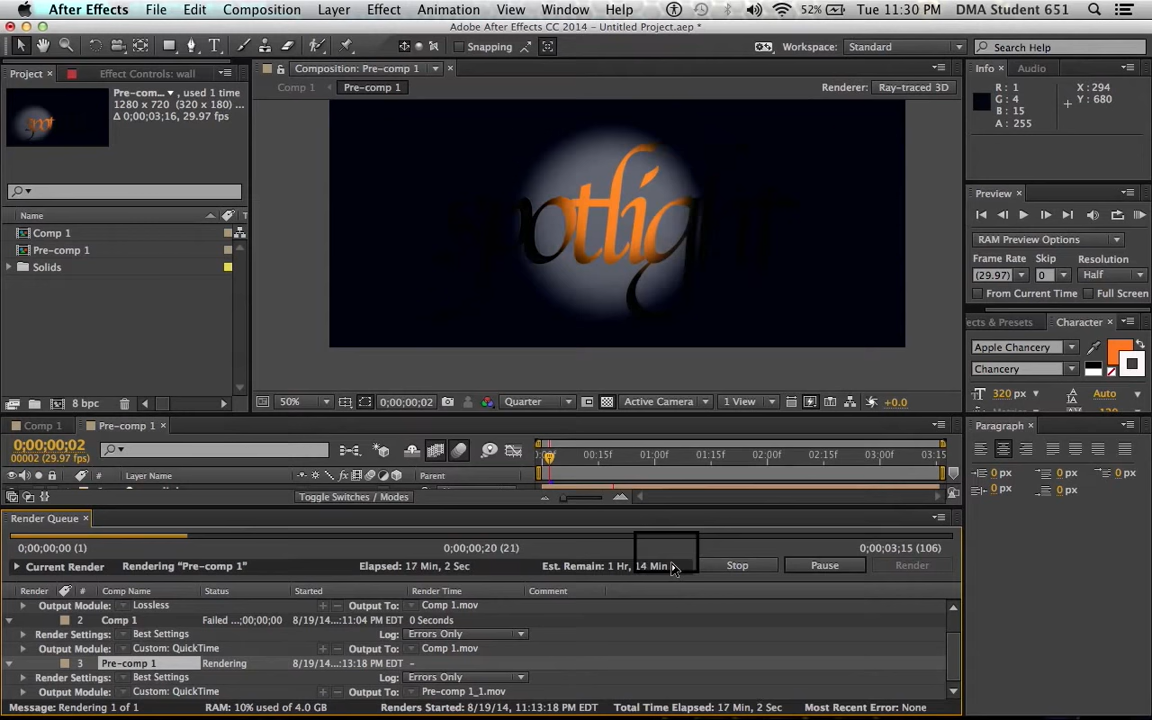 After Effects File Edit Composition Layer Effect Animation View Window Help 52% Tue 11:30 PM DMA Student 651
Adobe After Effects CC 2014 - Untitled Project.aep *
Snapping Workspace: Standard Search Help
Project Effect Controls: wall Composition: Pre-comp 1 Info Audio
Comp 1 Pre-comp 1 Renderer: Ray-traced 3D
Pre-com... , used 1 time
1280 x 720 (320 x 180) ...
Δ 0;00;03;16, 29.97 fps
R : 1 X : 294
G : 4 Y : 680
B : 15
A : 255
spot
spotlight
Preview
Name T
Comp 1
Pre-comp 1
Solids
RAM Preview Options
Frame Rate Skip Resolution
(29.97) 0 Half
From Current Time Full Screen
ects & Presets Character
Apple Chancery
Chancery
320 px Auto
8 bpc 50% 0;00;00;02 Quarter Active Camera 1 View +0.0
Comp 1 Pre-comp 1 Paragraph
0;00;00;02
00002 (29.97 fps)
00:15f 01:00f 01:15f 02:00f 02:15f 03:00f 03:15
# Layer Name Parent
Toggle Switches / Modes
0 px 0 px 0 px
0 px 0 px
Render Queue
0;00;00;00 (1) 0;00;00;20 (21) 0;00;03;15 (106)
Current Render Rendering "Pre-comp 1" Elapsed: 17 Min, 2 Sec Est. Remain: 1 Hr, 14 Min Stop Pause Render
Render # Comp Name Status Started Render Time Comment
Output Module: Lossless Output To: Comp 1.mov
2 Comp 1 Failed ...;00;00;00 8/19/14...:11:04 PM EDT 0 Seconds
Render Settings: Best Settings Log: Errors Only
Output Module: Custom: QuickTime Output To: Comp 1.mov
3 Pre-comp 1 Rendering 8/19/14...:13:18 PM EDT -
Render Settings: Best Settings Log: Errors Only
Output Module: Custom: QuickTime Output To: Pre-comp 1_1.mov
Message: Rendering 1 of 1 RAM: 10% used of 4.0 GB Renders Started: 8/19/14, 11:13:18 PM EDT Total Time Elapsed: 17 Min, 2 Sec Most Recent Error: None